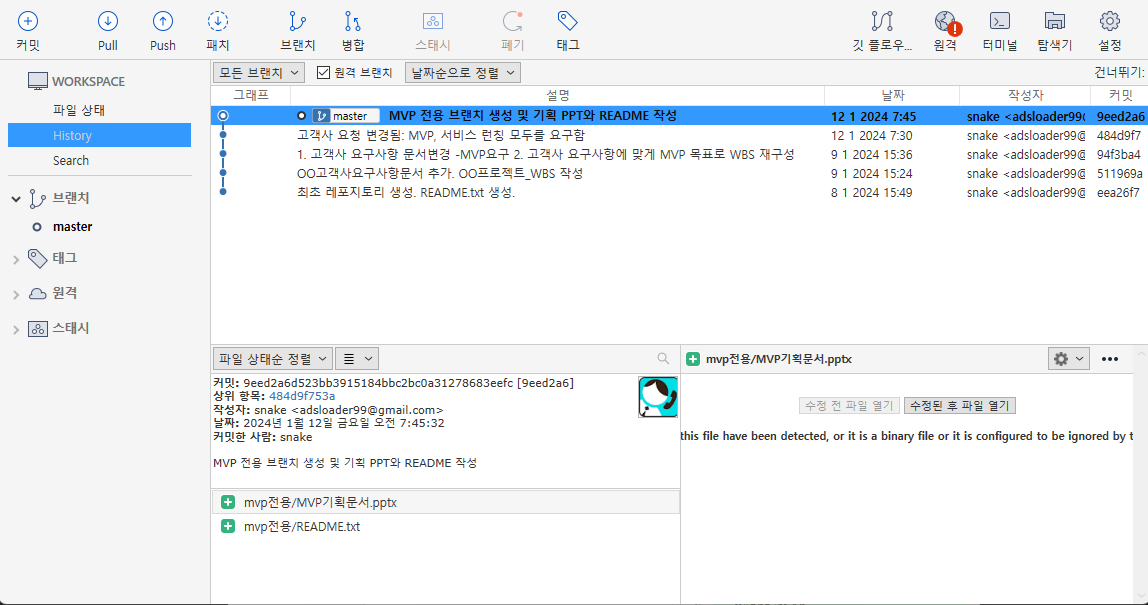 커밋 Pull Push 패치 브랜치 병합 스태시 폐기 태그 깃 플로우... 원격 터미널 탐색기 설정
WORKSPACE
파일 상태
History
Search
브랜치
master
태그
원격
스태시
모든 브랜치 원격 브랜치 날짜순으로 정렬 건너뛰기:
그래프 설명 날짜 작성자 커밋
master MVP 전용 브랜치 생성 및 기획 PPT와 README 작성 12 1 2024 7:45 snake <adsloader99@ 9eed2a6
고객사 요청 변경됨: MVP, 서비스 런칭 모두를 요구함 12 1 2024 7:30 snake <adsloader99@ 484d9f7
1. 고객사 요구사항 문서변경 -MVP요구 2. 고객사 요구사항에 맞게 MVP 목표로 WBS 재구성 9 1 2024 15:36 snake <adsloader99@ 94f3ba4
OO고객사요구사항문서 추가. OO프로젝트_WBS 작성 9 1 2024 15:24 snake <adsloader99@ 511969a
최초 레포지토리 생성. README.txt 생성. 8 1 2024 15:49 snake <adsloader99@ eea26f7
파일 상태순 정렬
커밋: 9eed2a6d523bb3915184bbc2bc0a31278683eefc [9eed2a6]
상위 항목: 484d9f753a
작성자: snake <adsloader99@gmail.com>
날짜: 2024년 1월 12일 금요일 오전 7:45:32
커밋한 사람: snake
MVP 전용 브랜치 생성 및 기획 PPT와 README 작성
mvp전용/MVP기획문서.pptx
mvp전용/README.txt
mvp전용/MVP기획문서.pptx
수정 전 파일 열기 수정된 후 파일 열기
this file have been detected, or it is a binary file or it is configured to be ignored by t